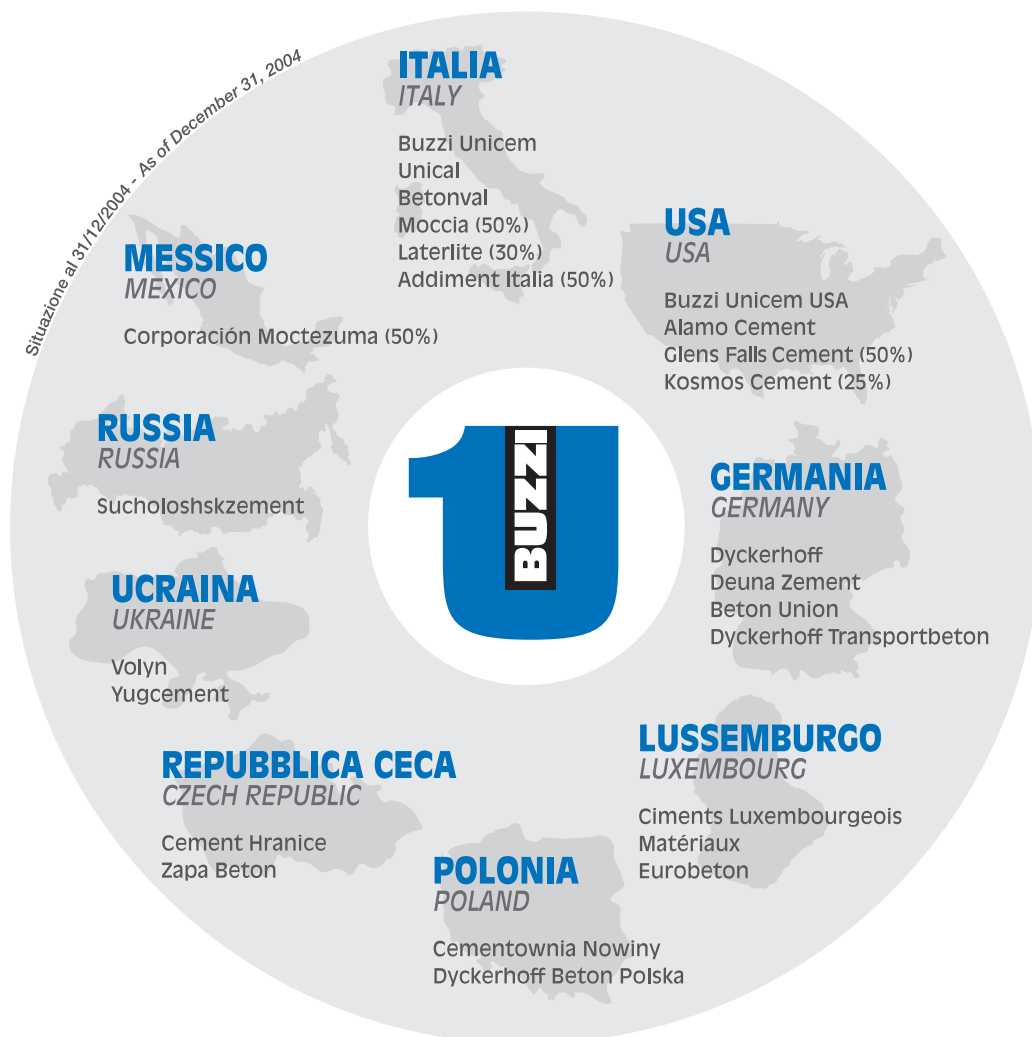 Situazione al 31/12/2004 - As of December 31, 2004
ITALIA
ITALY
Buzzi Unicem
Unical
Betonval
Moccia (50%)
Laterlite (30%)
Addiment Italia (50%)
USA
USA
Buzzi Unicem USA
Alamo Cement
Glens Falls Cement (50%)
Kosmos Cement (25%)
GERMANIA
GERMANY
Dyckerhoff
Deuna Zement
Beton Union
Dyckerhoff Transportbeton
LUSSEMBURGO
LUXEMBOURG
Ciments Luxembourgeois
Matériaux
Eurobeton
POLONIA
POLAND
Cementownia Nowiny
Dyckerhoff Beton Polska
REPUBBLICA CECA
CZECH REPUBLIC
Cement Hranice
Zapa Beton
UCRAINA
UKRAINE
Volyn
Yugcement
RUSSIA
RUSSIA
Sucholoshskzement
MESSICO
MEXICO
Corporación Moctezuma (50%)
BUZZI